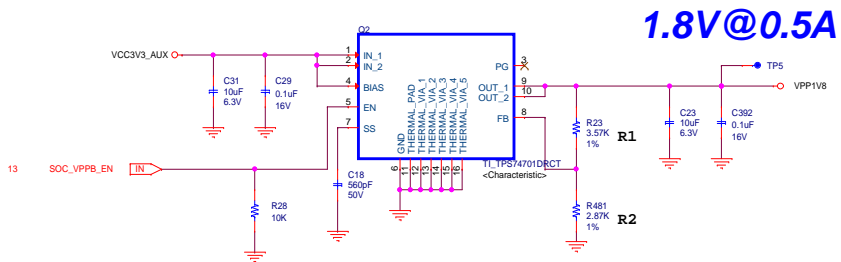 1.8V@0.5A
Q2
VCC3V3_AUX
1
IN_1
2
IN_2
4
BIAS
5
EN
7
SS
PG
3
OUT_1
9
OUT_2
10
FB
8
TP5
VPP1V8
C31
10uF
6.3V
C29
0.1uF
16V
GND
THERMAL_PAD
THERMAL_VIA_1
THERMAL_VIA_2
THERMAL_VIA_3
THERMAL_VIA_4
THERMAL_VIA_5
6
11
12
13
14
15
16
TI_TPS74701DRCT
<Characteristic>
R23
3.57K
1%
R1
C23
10uF
6.3V
C392
0.1uF
16V
13
SOC_VPPB_EN
IN
C18
560pF
50V
R28
10K
R481
2.87K
1%
R2